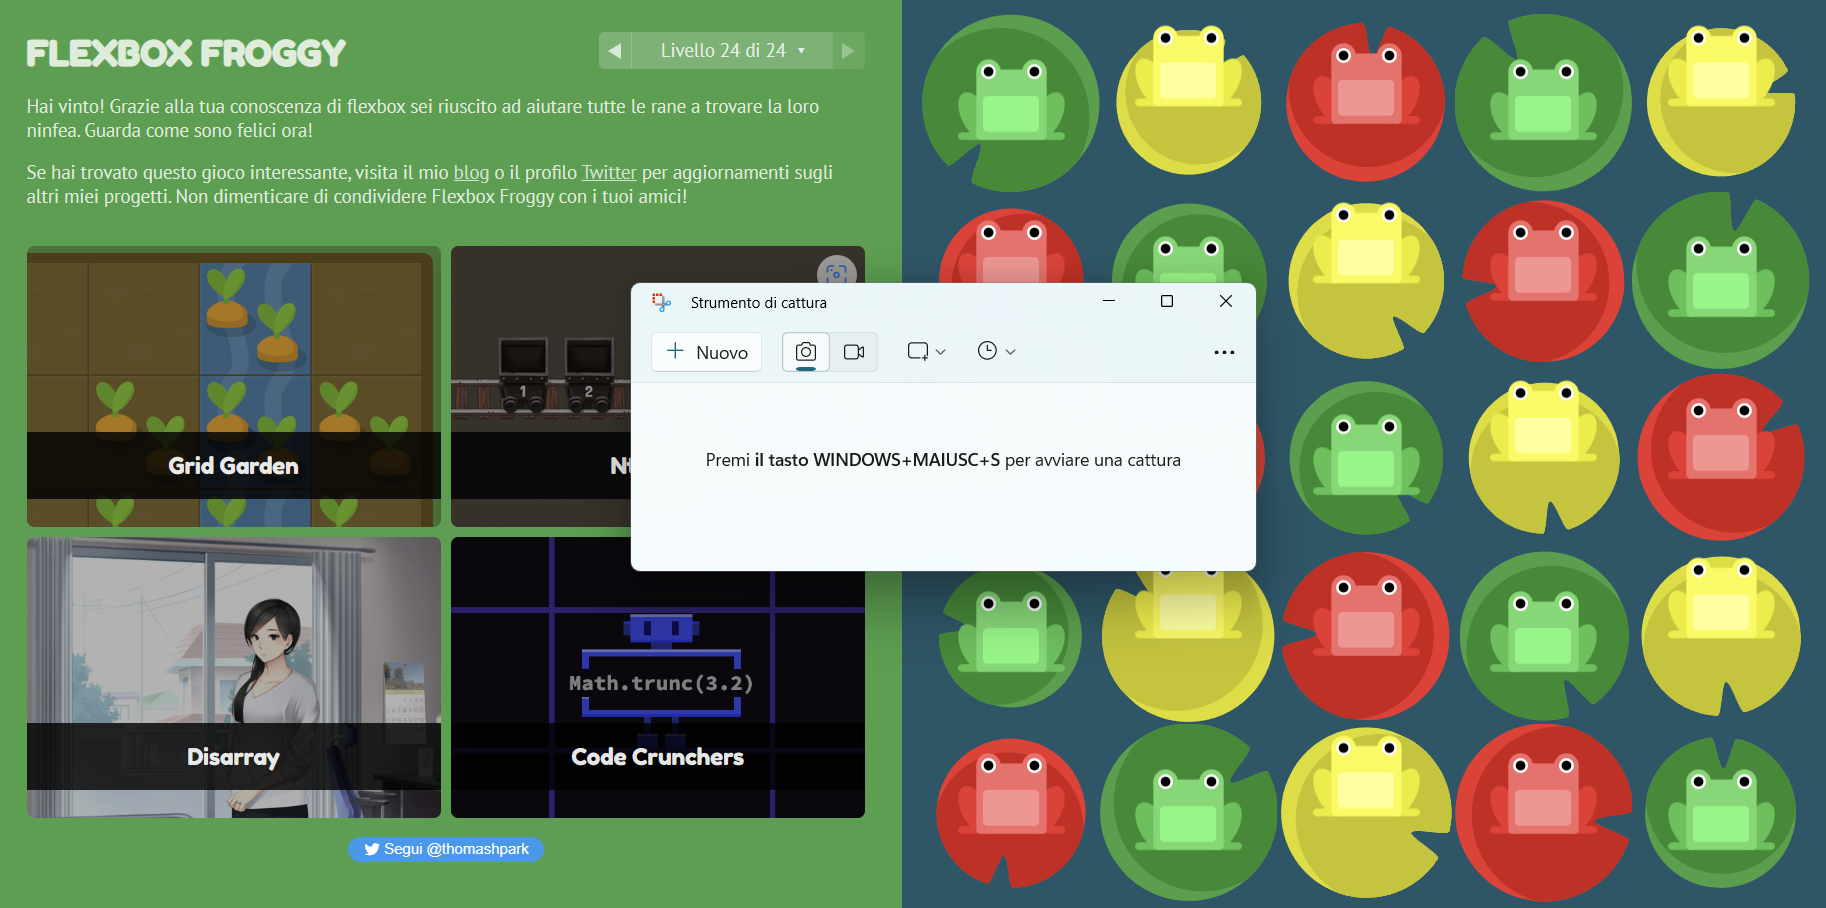 FLEXBOX FROGGY
Livello 24 di 24
Hai vinto! Grazie alla tua conoscenza di flexbox sei riuscito ad aiutare tutte le rane a trovare la loro
ninfea. Guarda come sono felici ora!
Se hai trovato questo gioco interessante, visita il mio blog o il profilo Twitter per aggiornamenti sugli
altri miei progetti. Non dimenticare di condividere Flexbox Froggy con i tuoi amici!
Strumento di cattura
Nuovo
Premi il tasto WINDOWS+MAIUSC+S per avviare una cattura
1 2
Grid Garden
Math.trunc(3.2)
Disarray
Code Crunchers
Segui @thomashpark